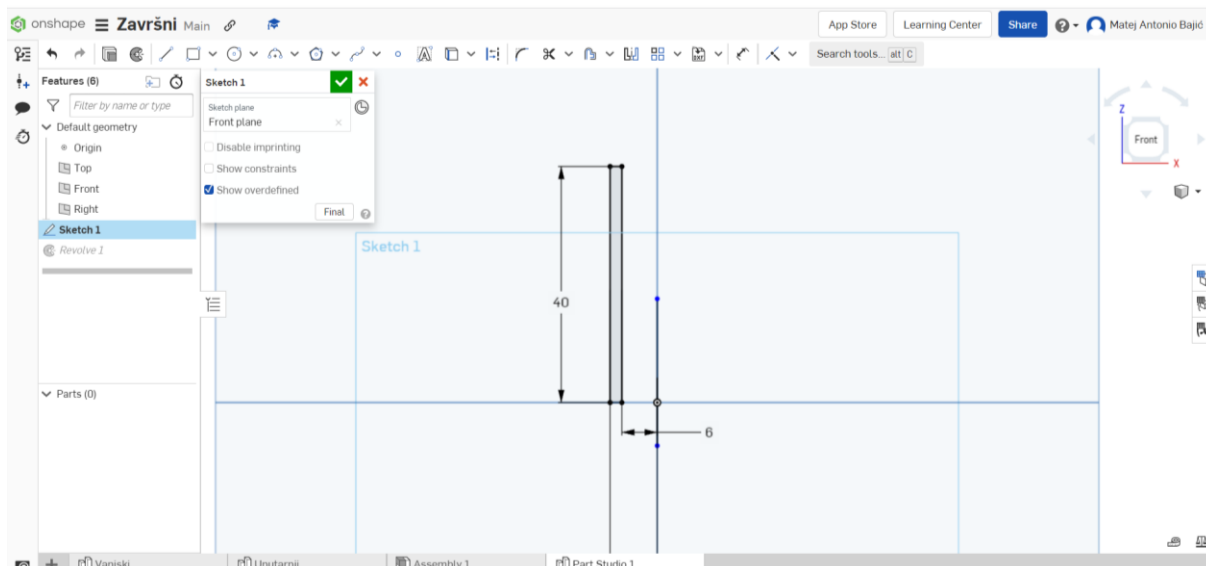 onshape Završni Main App Store Learning Center Share Matej Antonio Bajić
Search tools... alt C
Features (6)
Filter by name or type
Default geometry
Origin
Top
Front
Right
Sketch 1
Revolve 1
Parts (0)
Sketch 1
Sketch plane
Front plane
Disable imprinting
Show constraints
Show overdefined
Final
Sketch 1
40
6
Z
Front
X
Vanjski Unutarnji Assembly 1 Part Studio 1